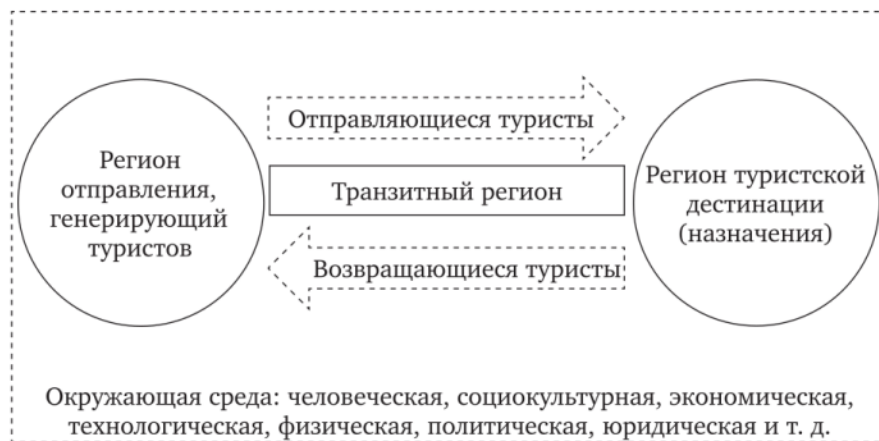 Отправляющиеся туристы
Регион
отправления,
генерирующий
туристов
Транзитный регион
Регион туристской
дестинации
(назначения)
Возвращающиеся туристы
Окружающая среда: человеческая, социокультурная, экономическая,
технологическая, физическая, политическая, юридическая и т. д.